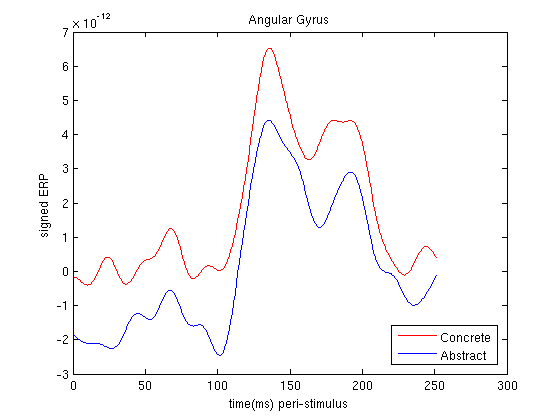 Angular Gyrus
×10⁻¹²
7
6
5
4
3
2
1
0
-1
-2
-3
signed ERP
0 50 100 150 200 250 300
time(ms) peri-stimulus
Concrete
Abstract